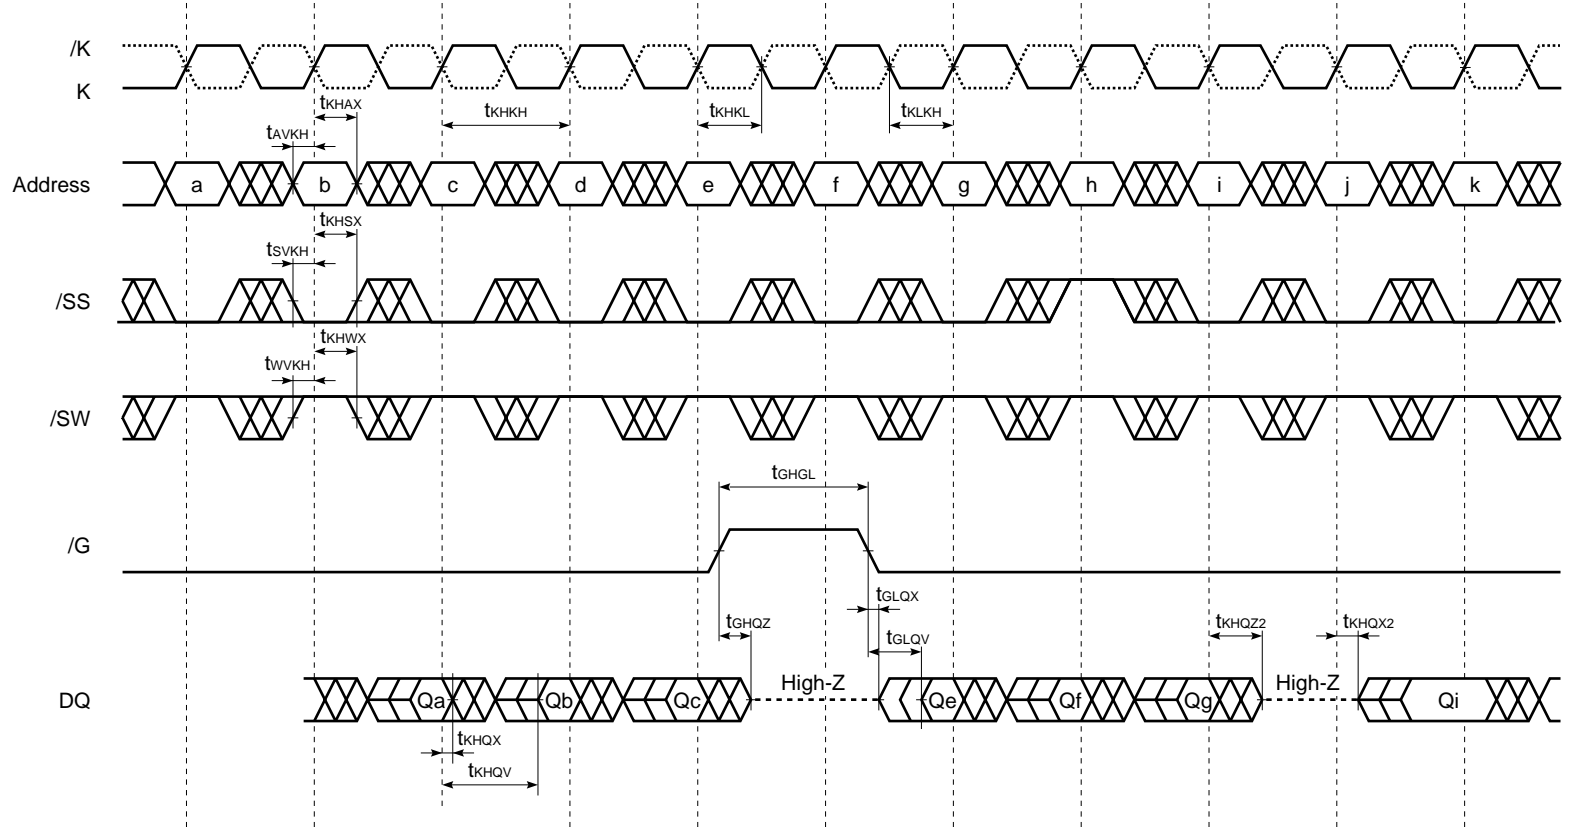 /K
K
tKHAX
tAVKH
tKHKH
tKHKL
tKLKH
Address
a b c d e f g h i j k
tKHSX
tSVKH
/SS
tKHWX
tWVKH
/SW
tGHGL
/G
tGLQX
tGHQZ
tGLQV
tKHQZ2
tKHQX2
DQ
Qa Qb Qc High-Z Qe Qf Qg High-Z Qi
tKHQX
tKHQV